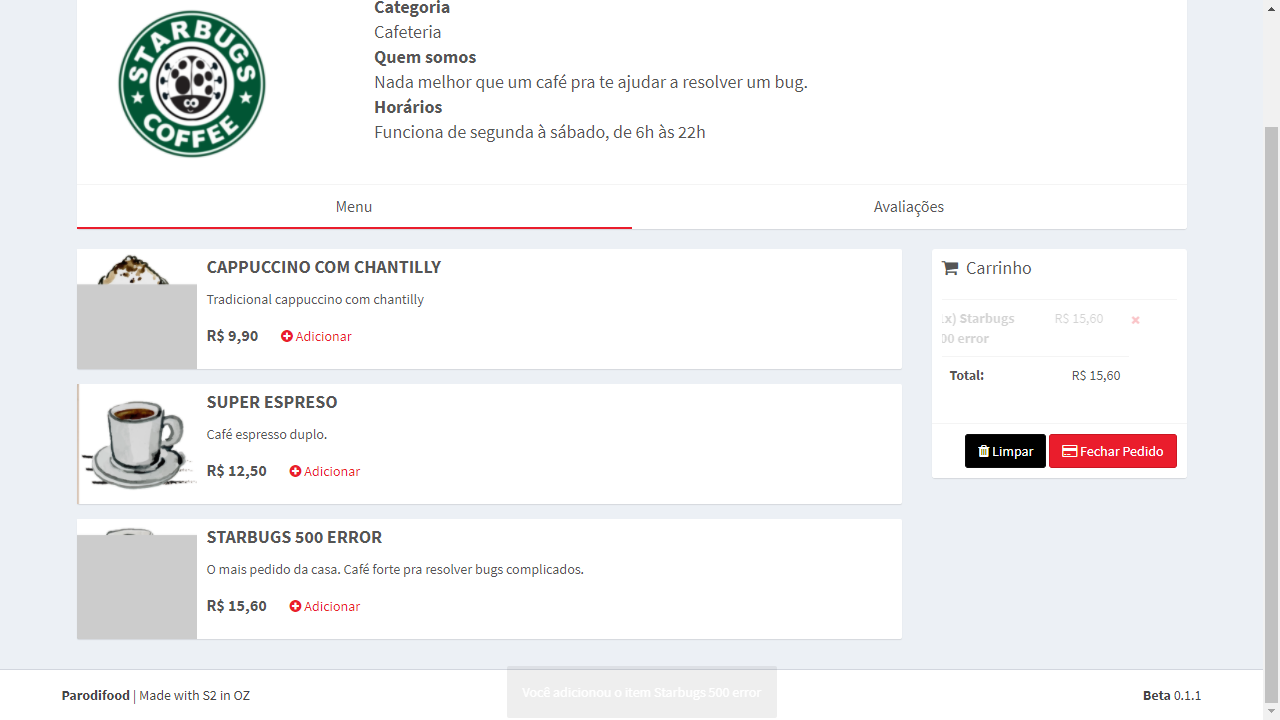 STARBUGS
COFFEE
Categoria
Cafeteria
Quem somos
Nada melhor que um café pra te ajudar a resolver um bug.
Horários
Funciona de segunda à sábado, de 6h às 22h
Menu
Avaliações
CAPPUCCINO COM CHANTILLY
Tradicional cappuccino com chantilly
R$ 9,90 Adicionar
SUPER ESPRESO
Café espresso duplo.
R$ 12,50 Adicionar
STARBUGS 500 ERROR
O mais pedido da casa. Café forte pra resolver bugs complicados.
R$ 15,60 Adicionar
Carrinho
x) Starbugs R$ 15,60
00 error
Total: R$ 15,60
Limpar Fechar Pedido
Você adicionou o item Starbugs 500 error
Parodifood | Made with S2 in OZ
Beta 0.1.1